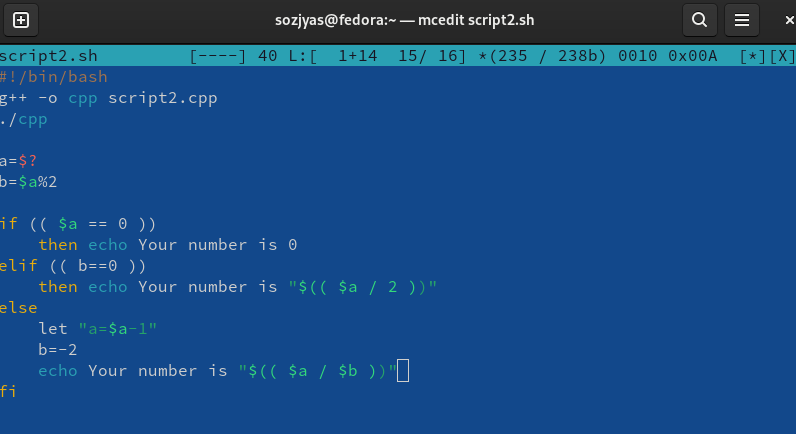 sozjyas@fedora:~ — mcedit script2.sh
script2.sh [----] 40 L:[ 1+14 15/ 16] *(235 / 238b) 0010 0x00A [*][X]
#!/bin/bash
g++ -o cpp script2.cpp
./cpp
a=$?
b=$a%2
if (( $a == 0 ))
then echo Your number is 0
elif (( b==0 ))
then echo Your number is "$(( $a / 2 ))"
else
let "a=$a-1"
b=-2
echo Your number is "$(( $a / $b ))"
fi